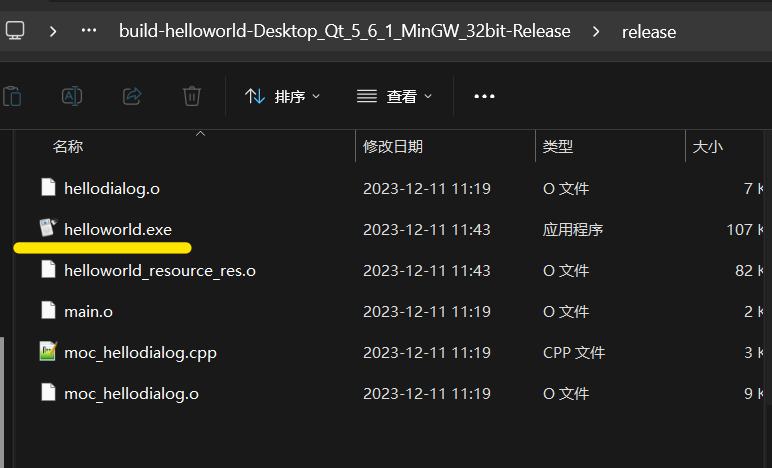 build-helloworld-Desktop_Qt_5_6_1_MinGW_32bit-Release release
排序 查看
名称 修改日期 类型 大小
hellodialog.o 2023-12-11 11:19 O 文件 7 K
helloworld.exe 2023-12-11 11:43 应用程序 107 K
helloworld_resource_res.o 2023-12-11 11:43 O 文件 82 K
main.o 2023-12-11 11:19 O 文件 2 K
moc_hellodialog.cpp 2023-12-11 11:19 CPP 文件 3 K
moc_hellodialog.o 2023-12-11 11:19 O 文件 9 K